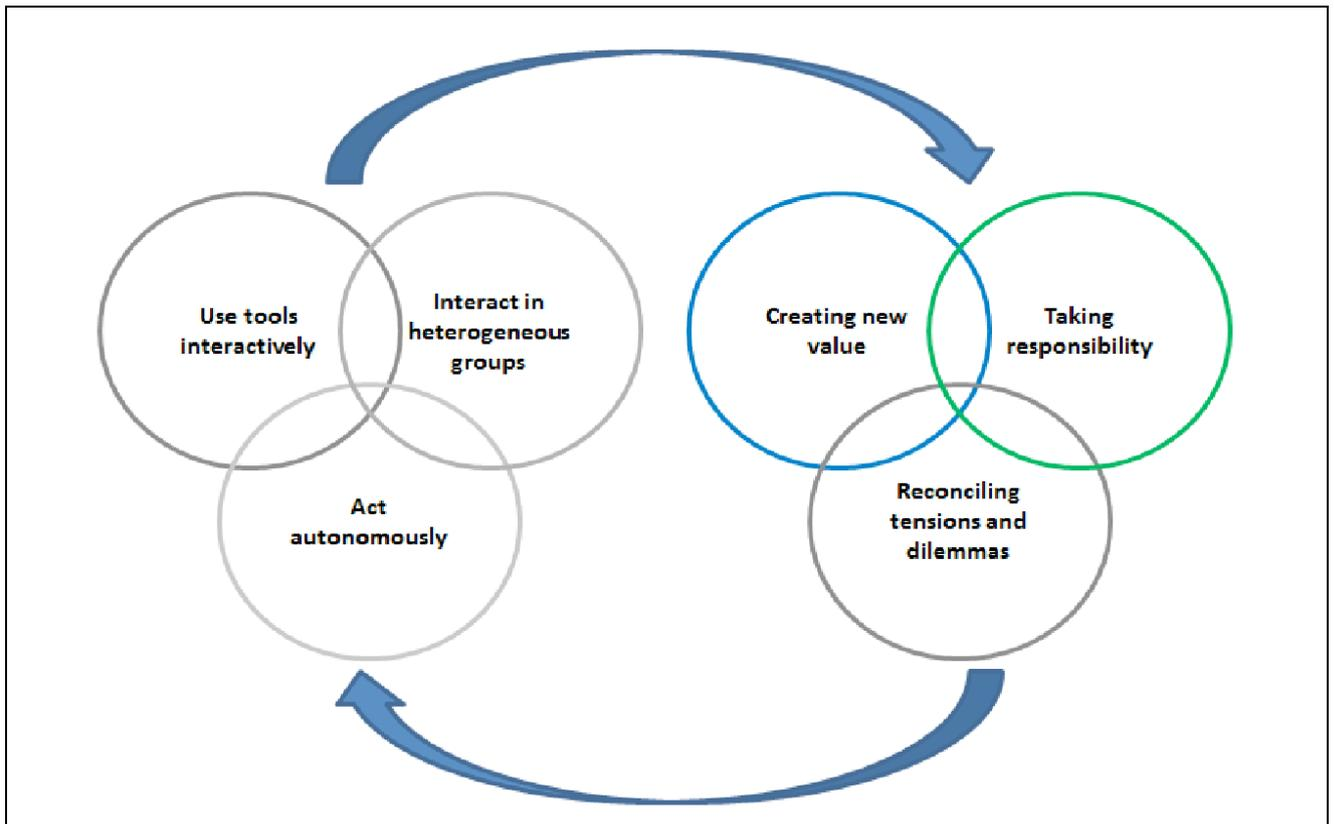 Use tools
interactively
Interact in
heterogeneous
groups
Act
autonomously
Creating new
value
Taking
responsibility
Reconciling
tensions and
dilemmas